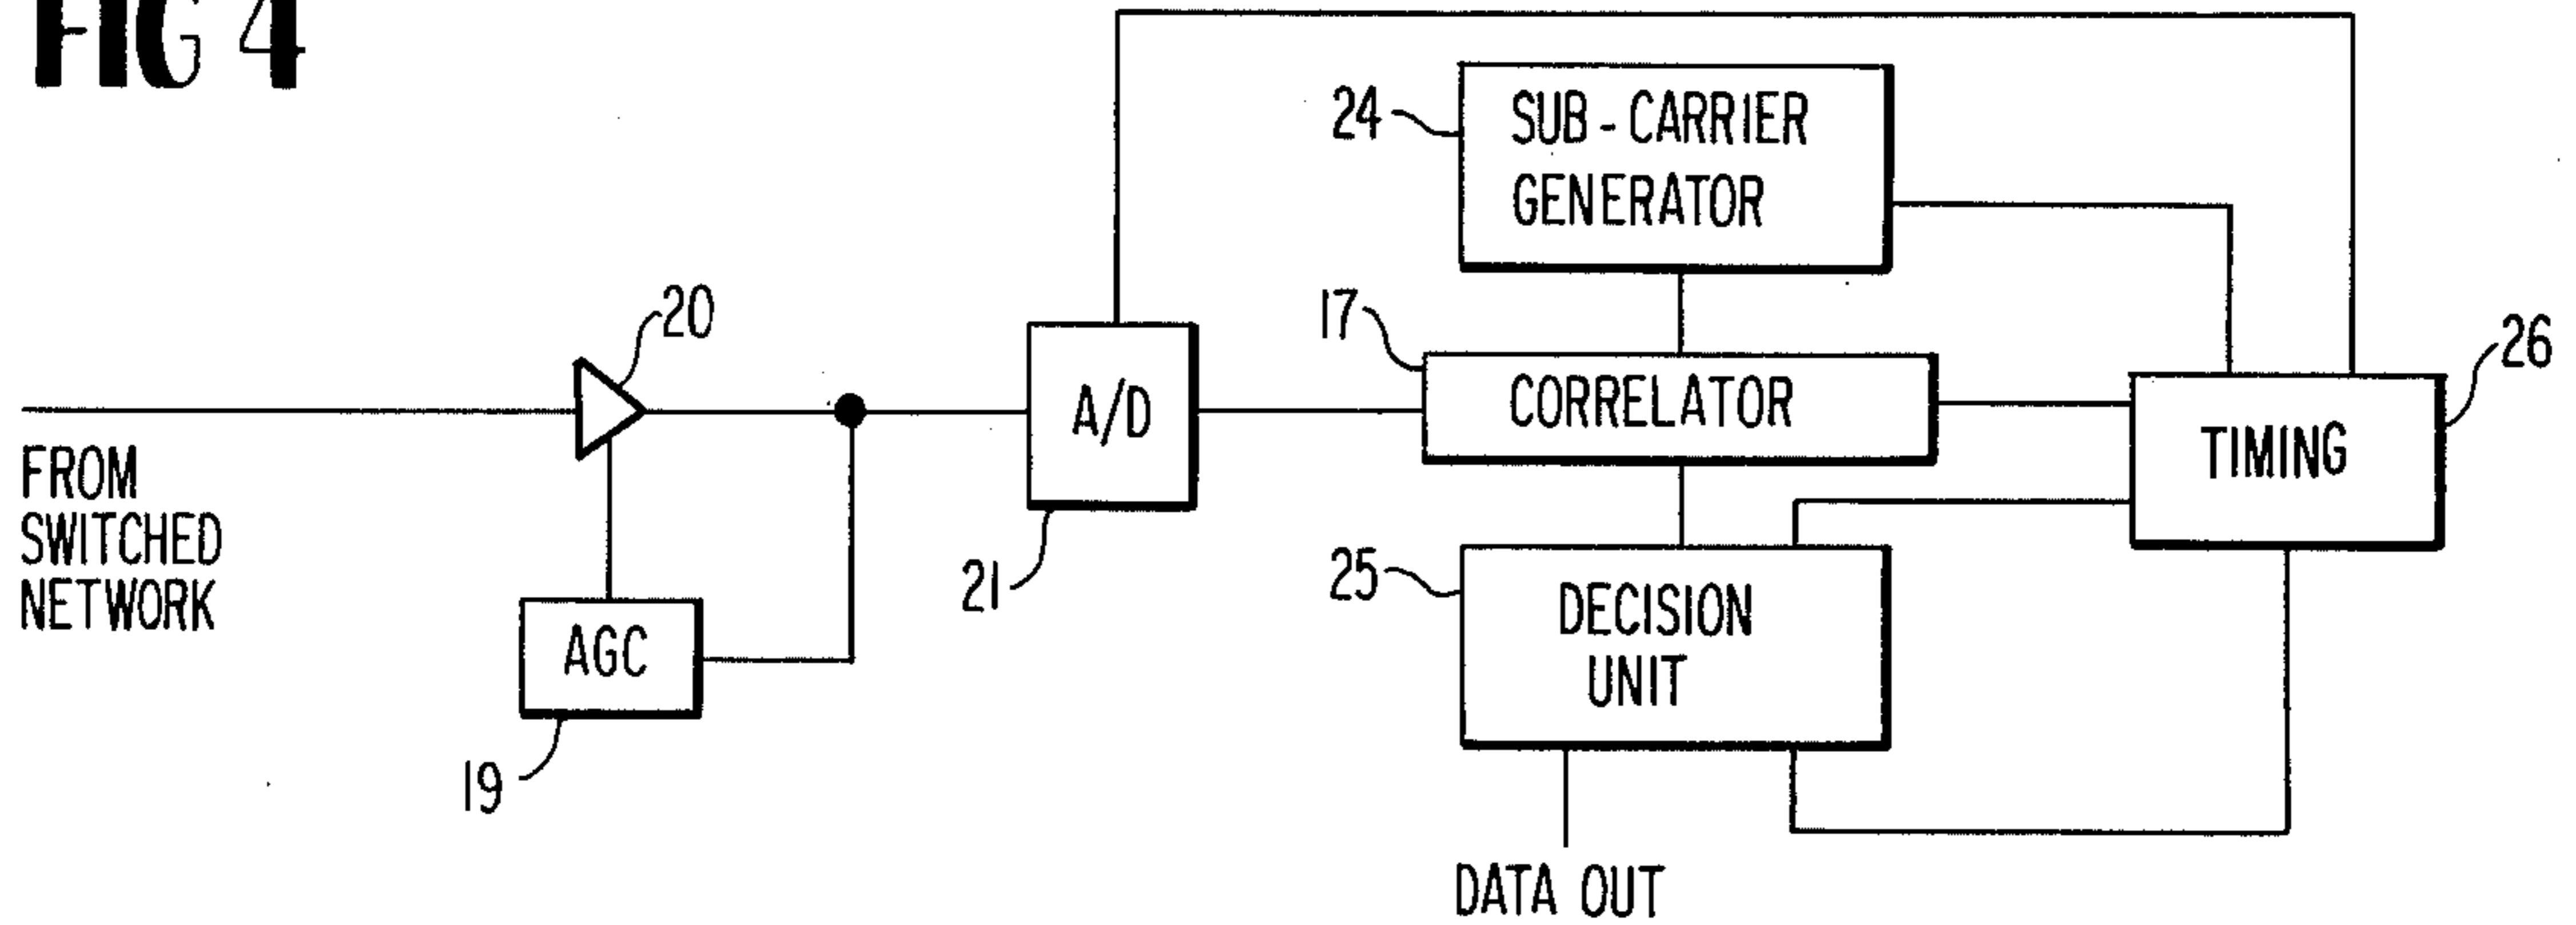 FIG 4
24
SUB-CARRIER
GENERATOR
20
17
26
A/D
CORRELATOR
TIMING
FROM
SWITCHED
NETWORK
21
25
DECISION
UNIT
AGC
19
DATA OUT